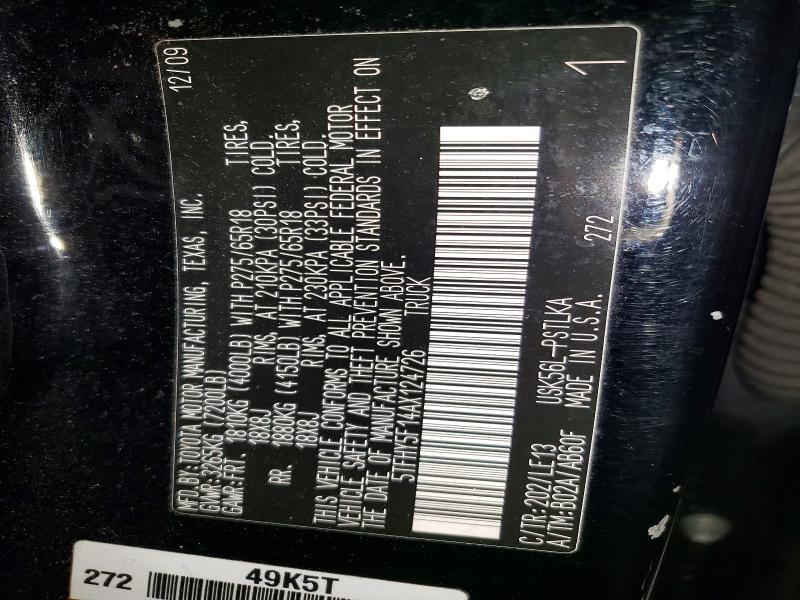 12/09
MFD. BY: TOYOTA MOTOR MANUFACTURING, TEXAS, INC.
GVWR: 3265KG (7200LB)
GAWR: FRT. 1810KG (4000LB) WITH P275/65R18 TIRES,
18X8J RIMS, AT 210KPA (30PSI) COLD
RR. 1880KG (4150LB) WITH P275/65R18 TIRES,
18X8J RIMS, AT 230KPA (33PSI) COLD.
THIS VEHICLE CONFORMS TO ALL APPLICABLE FEDERAL MOTOR
VEHICLE SAFETY AND THEFT PREVENTION STANDARDS IN EFFECT ON
THE DATE OF MANUFACTURE SHOWN ABOVE.
5TFHY5F14AX124726 TRUCK
C/TR:202/LE13 USK56L-PSTLKA 272
A/TM:B02A/AB60F MADE IN U.S.A. 1
272 49K5T